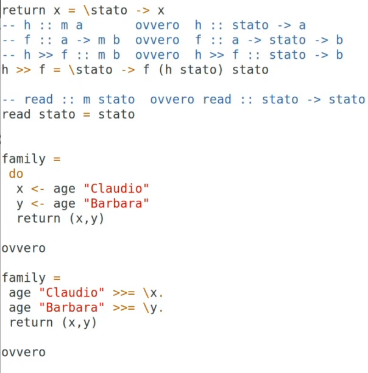 return x = \stato -> x
-- h :: m a       ovvero  h :: stato -> a
-- f :: a -> m b  ovvero  f :: a -> stato -> b
-- h >> f :: m b  ovvero  h >> f :: stato -> b
h >> f = \stato -> f (h stato) stato
-- read :: m stato  ovvero read :: stato -> stato
read stato = stato
family =
do
x <- age "Claudio"
y <- age "Barbara"
return (x,y)
ovvero
family =
age "Claudio" >>= \x.
age "Barbara" >>= \y.
return (x,y)
ovvero